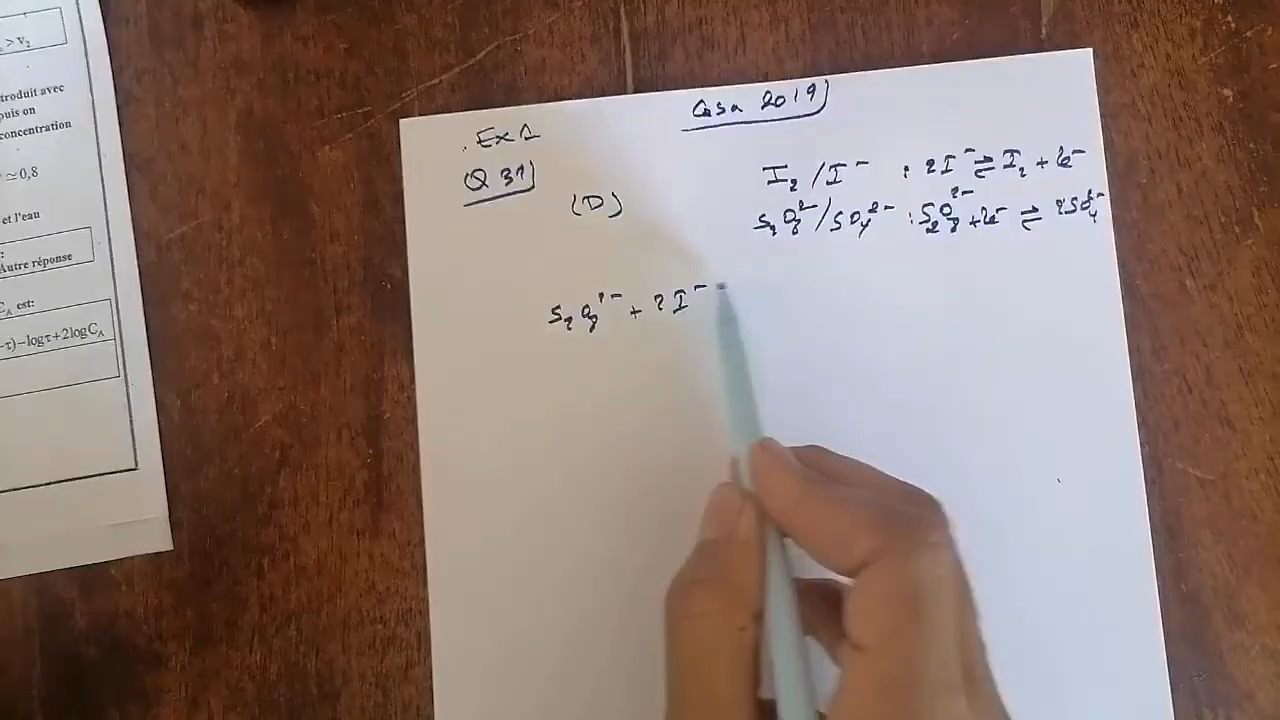 > v₂
troduit avec
puis on
concentration
≃ 0,8
et l'eau
:
Autre réponse
C_A est:
-τ) – logτ + 2logC_A
Casa 2019
. Ex 1
Q 31
(D)
I₂ / I⁻ : 2I⁻ ⇌ I₂ + 2e⁻
S₂O₈²⁻ / SO₄²⁻ : S₂O₈²⁻ + 2e⁻ ⇌ 2SO₄²⁻
S₂O₈²⁻ + 2I⁻